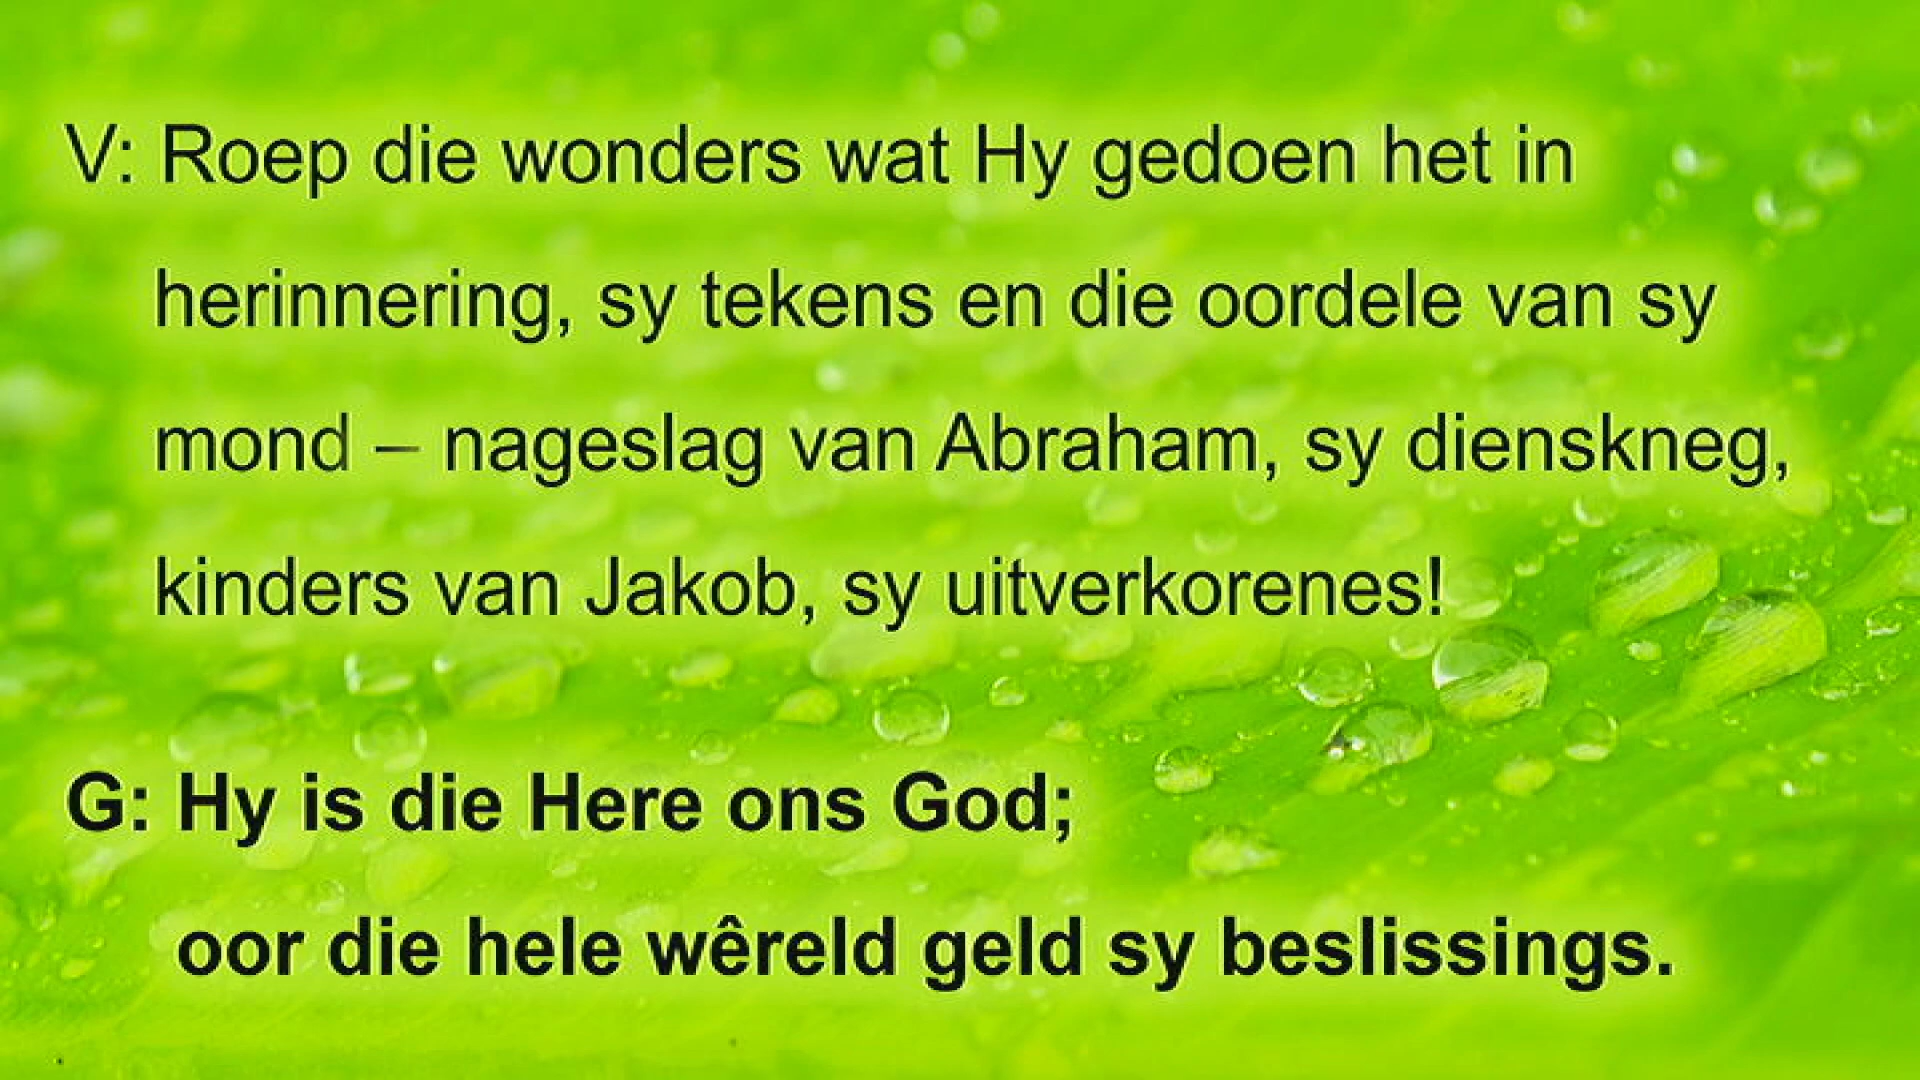 V: Roep die wonders wat Hy gedoen het in
herinnering, sy tekens en die oordele van sy
mond – nageslag van Abraham, sy dienskneg,
kinders van Jakob, sy uitverkorenes!
G: Hy is die Here ons God;
oor die hele wêreld geld sy beslissings.